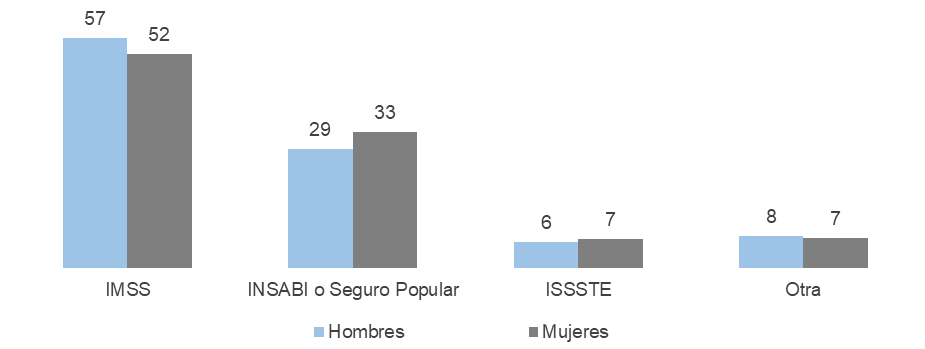 57
52
29
33
6
7
8
7
IMSS
INSABI o Seguro Popular
ISSSTE
Otra
Hombres
Mujeres